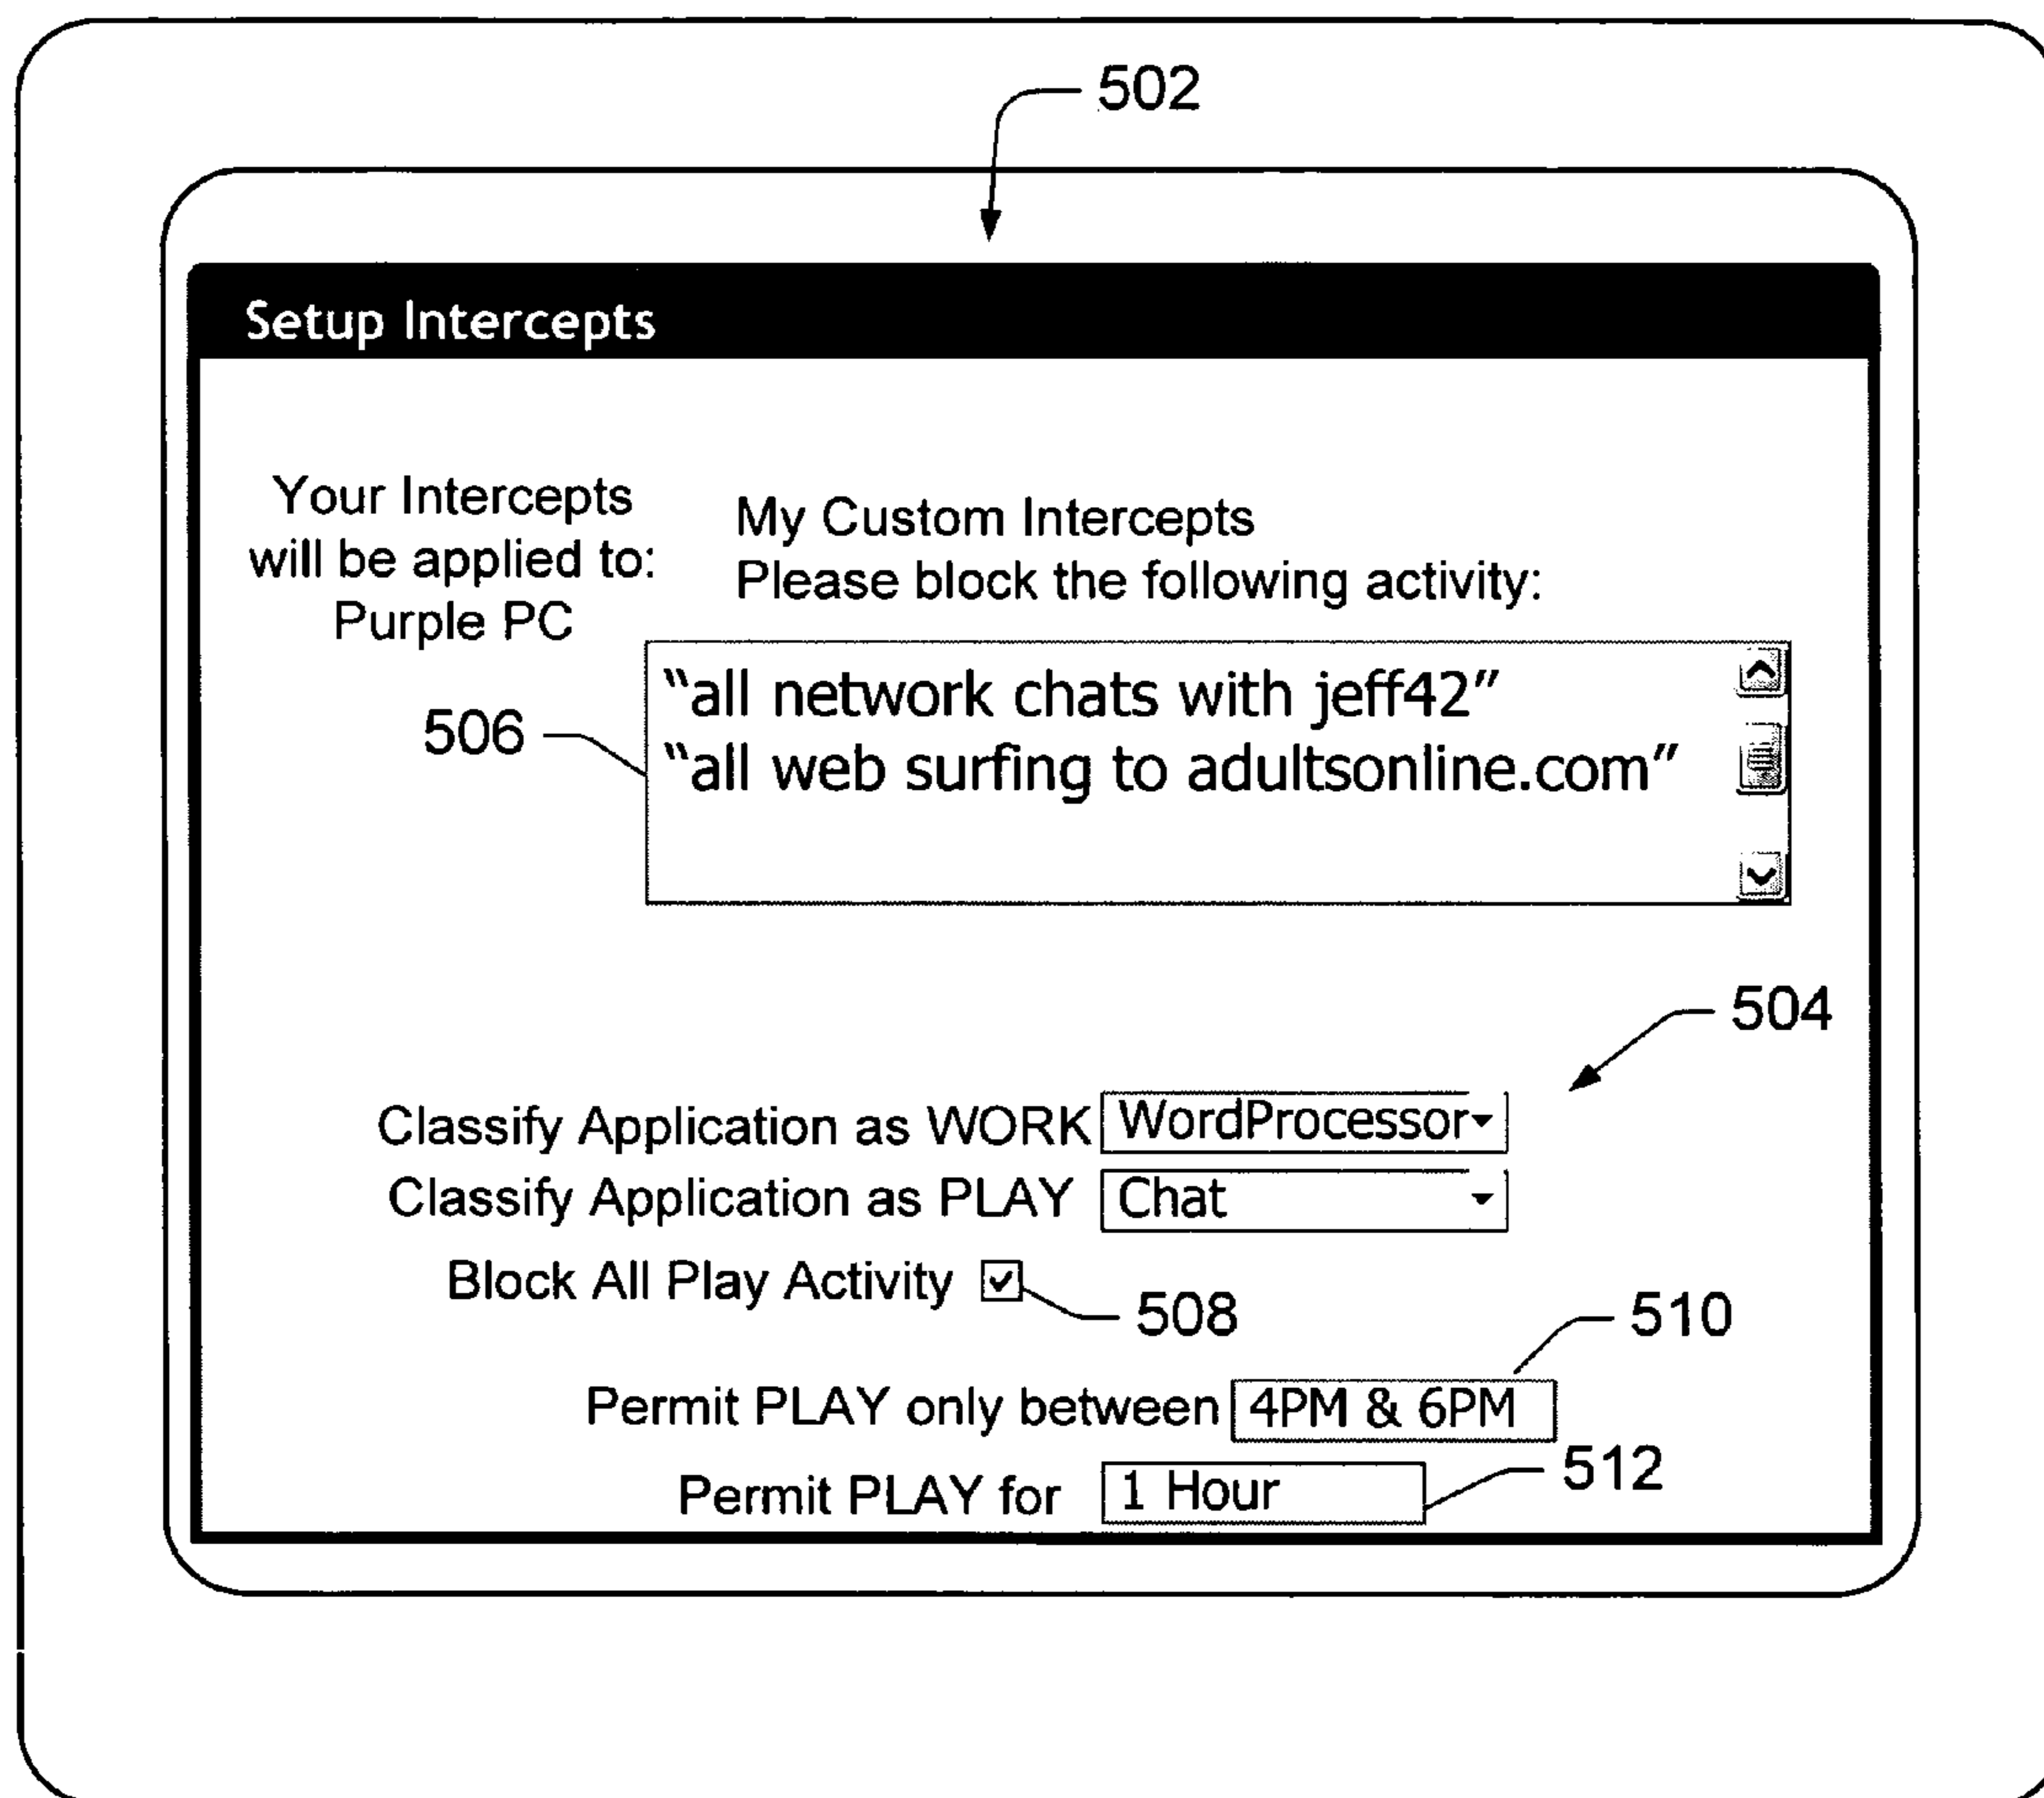 502
Setup Intercepts
Your Intercepts
will be applied to:
Purple PC
My Custom Intercepts
Please block the following activity:
506
“all network chats with jeff42”
“all web surfing to adultsonline.com”
504
Classify Application as WORK WordProcessor
Classify Application as PLAY Chat
Block All Play Activity
508
510
Permit PLAY only between 4PM & 6PM
512
Permit PLAY for 1 Hour